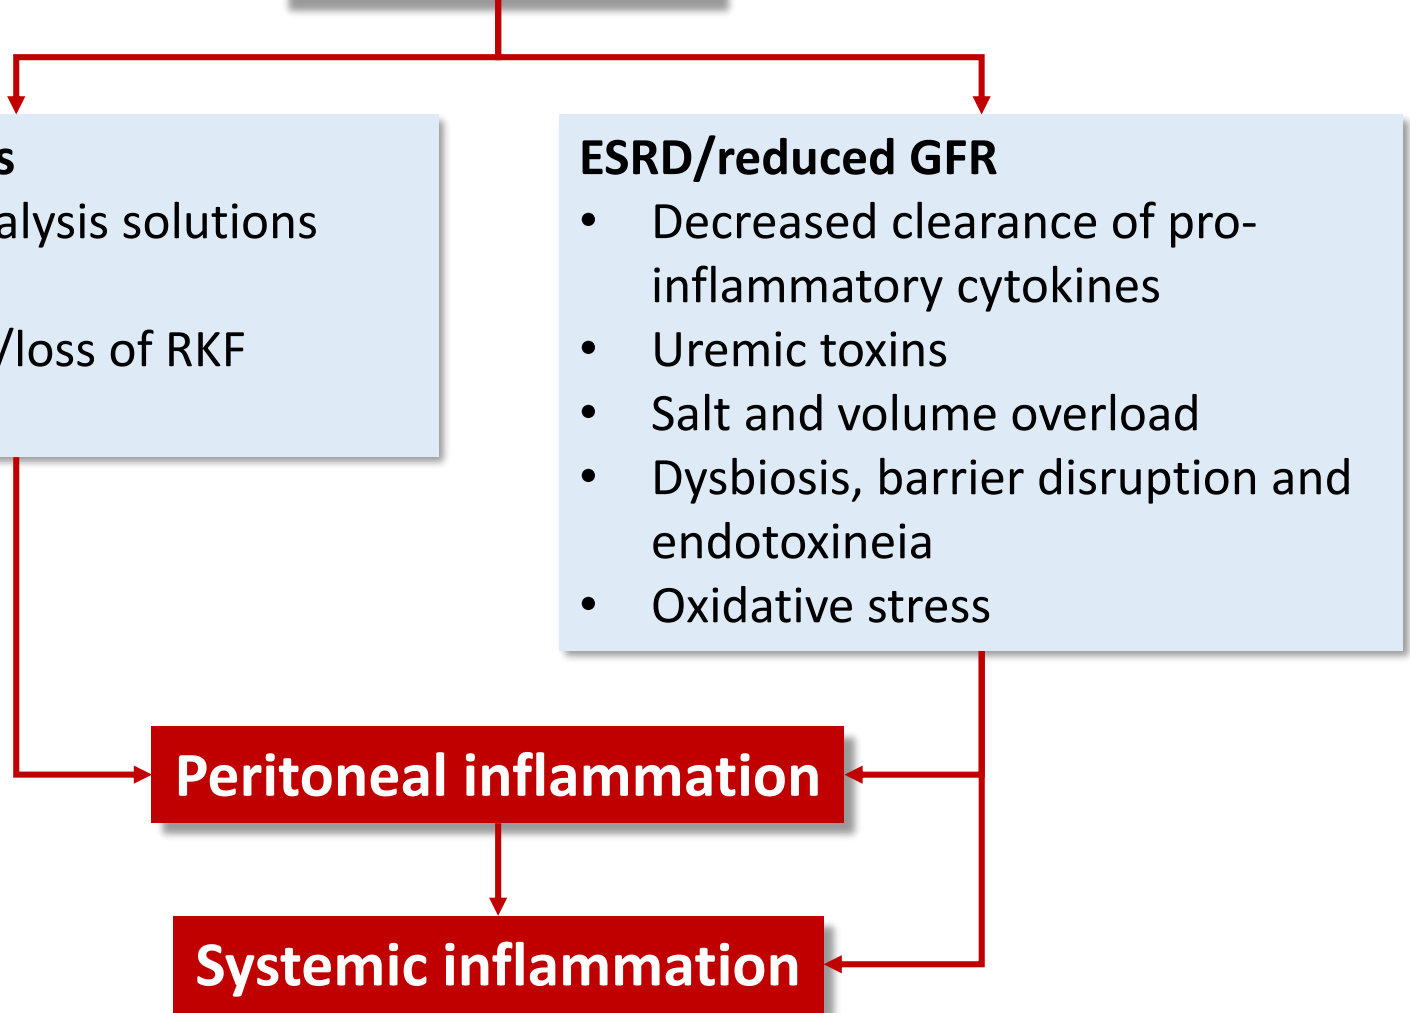 s
alysis solutions
/loss of RKF
ESRD/reduced GFR
• Decreased clearance of pro-
inflammatory cytokines
• Uremic toxins
• Salt and volume overload
• Dysbiosis, barrier disruption and
endotoxineia
• Oxidative stress
Peritoneal inflammation
Systemic inflammation